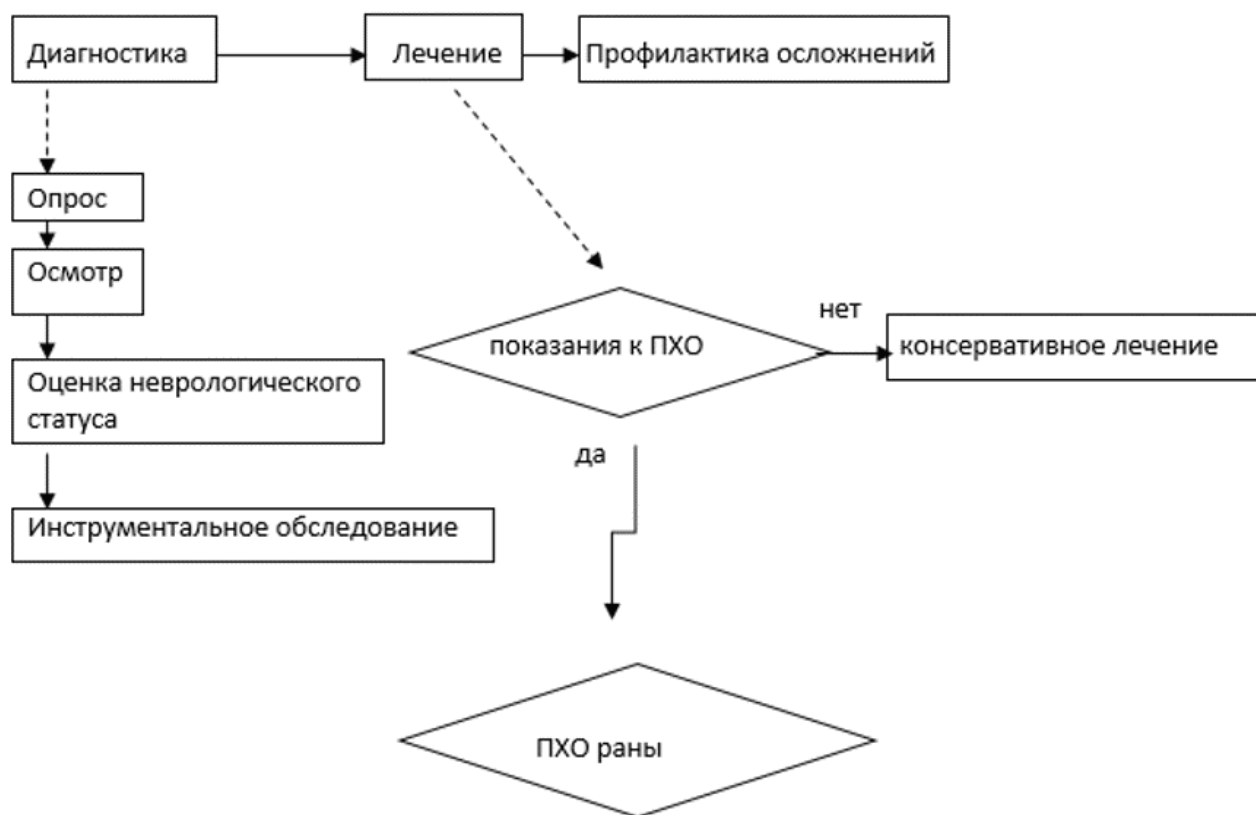 Диагностика
Лечение
Профилактика осложнений
Опрос
Осмотр
Оценка неврологического
статуса
Инструментальное обследование
показания к ПХО
нет
консервативное лечение
да
ПХО раны